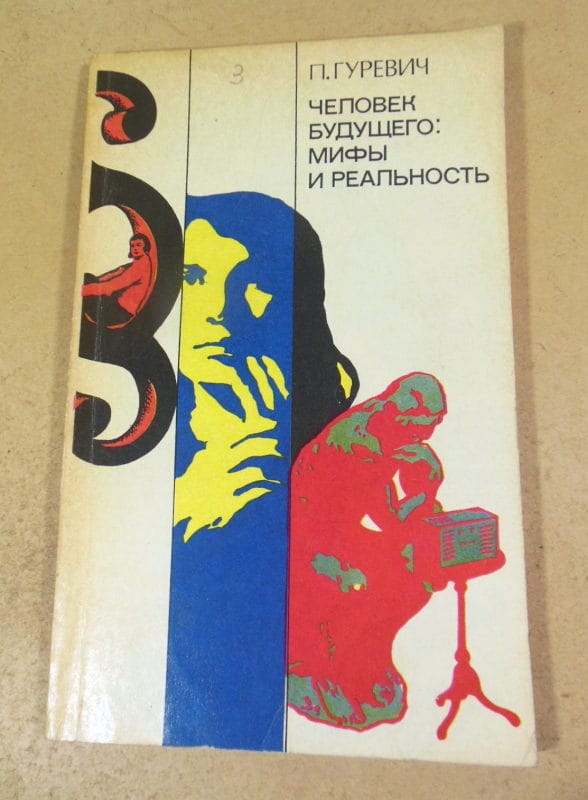 3
П. ГУРЕВИЧ
ЧЕЛОВЕК
БУДУЩЕГО:
МИФЫ
И РЕАЛЬНОСТЬ